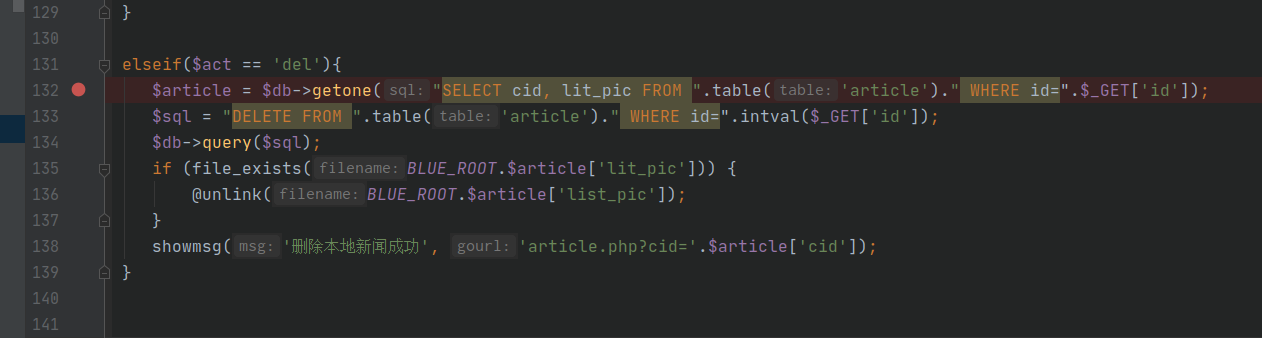 129 }
130
131 elseif($act == 'del'){
132 $article = $db->getone( sql: "SELECT cid, lit_pic FROM ".table( table: 'article')." WHERE id=".$_GET['id']);
133 $sql = "DELETE FROM ".table( table: 'article')." WHERE id=".intval($_GET['id']);
134 $db->query($sql);
135 if (file_exists( filename: BLUE_ROOT.$article['lit_pic'])) {
136 @unlink( filename: BLUE_ROOT.$article['list_pic']);
137 }
138 showmsg( msg: '删除本地新闻成功', gourl: 'article.php?cid='.$article['cid']);
139 }
140
141